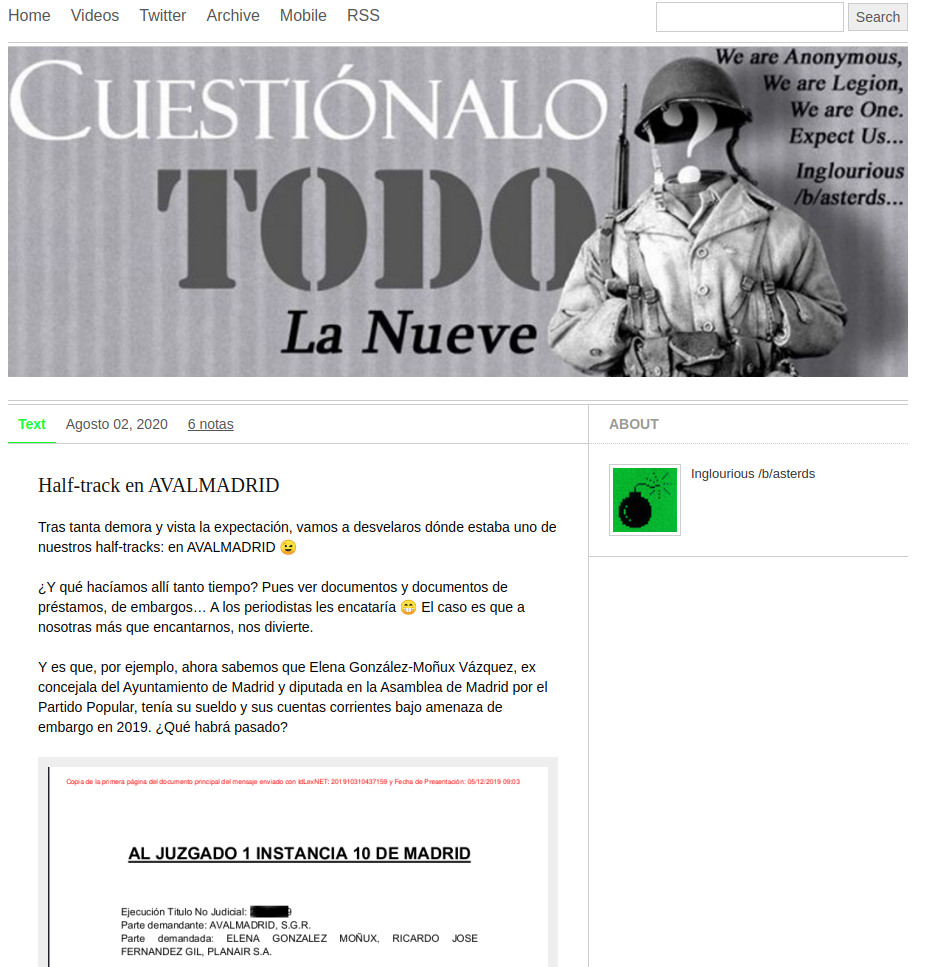 Home Videos Twitter Archive Mobile RSS Search
CUESTIÓNALO
TODO
La Nueve
?
We are Anonymous,
We are Legion,
We are One.
Expect Us...
Inglourious
/b/asterds...
Text Agosto 02, 2020 6 notas
Half-track en AVALMADRID
Tras tanta demora y vista la expectación, vamos a desvelaros dónde estaba uno de
nuestros half-tracks: en AVALMADRID 😉
¿Y qué hacíamos allí tanto tiempo? Pues ver documentos y documentos de
préstamos, de embargos… A los periodistas les encataría 😁 El caso es que a
nosotras más que encantarnos, nos divierte.
Y es que, por ejemplo, ahora sabemos que Elena González-Moñux Vázquez, ex
concejala del Ayuntamiento de Madrid y diputada en la Asamblea de Madrid por el
Partido Popular, tenía su sueldo y sus cuentas corrientes bajo amenaza de
embargo en 2019. ¿Qué habrá pasado?
Copia de la primera página del documento principal del mensaje enviado con IdLexNET: 201910310437159 y Fecha de Presentación: 05/12/2019 09:03
AL JUZGADO 1 INSTANCIA 10 DE MADRID
Ejecución Título No Judicial:
Parte demandante: AVALMADRID, S.G.R.
Parte demandada: ELENA GONZALEZ MOÑUX, RICARDO JOSE
FERNANDEZ GIL, PLANAIR S.A.
ABOUT
Inglourious /b/asterds